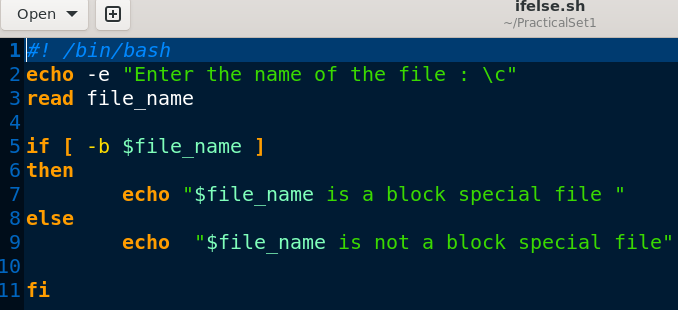 Open
ifelse.sh
~/PracticalSet1
1 #! /bin/bash
2 echo -e "Enter the name of the file : \c"
3 read file_name
4
5 if [ -b $file_name ]
6 then
7 echo "$file_name is a block special file "
8 else
9 echo  "$file_name is not a block special file"
10
11 fi